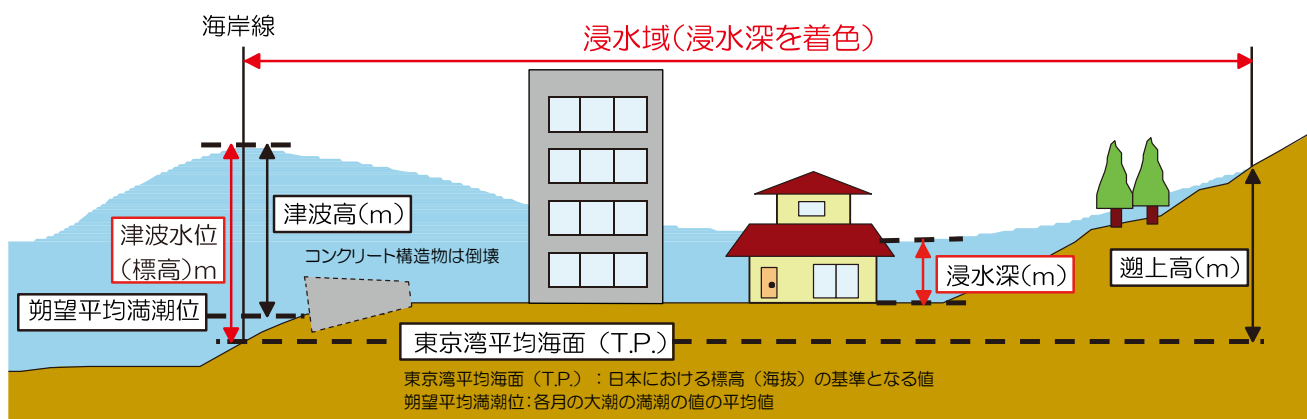 海岸線
浸水域(浸水深を着色)
津波高(m)
津波水位
(標高)m
コンクリート構造物は倒壊
朔望平均満潮位
浸水深(m)
遡上高(m)
東京湾平均海面（T.P.）
東京湾平均海面（T.P.）：日本における標高（海抜）の基準となる値
朔望平均満潮位：各月の大潮の満潮の値の平均値